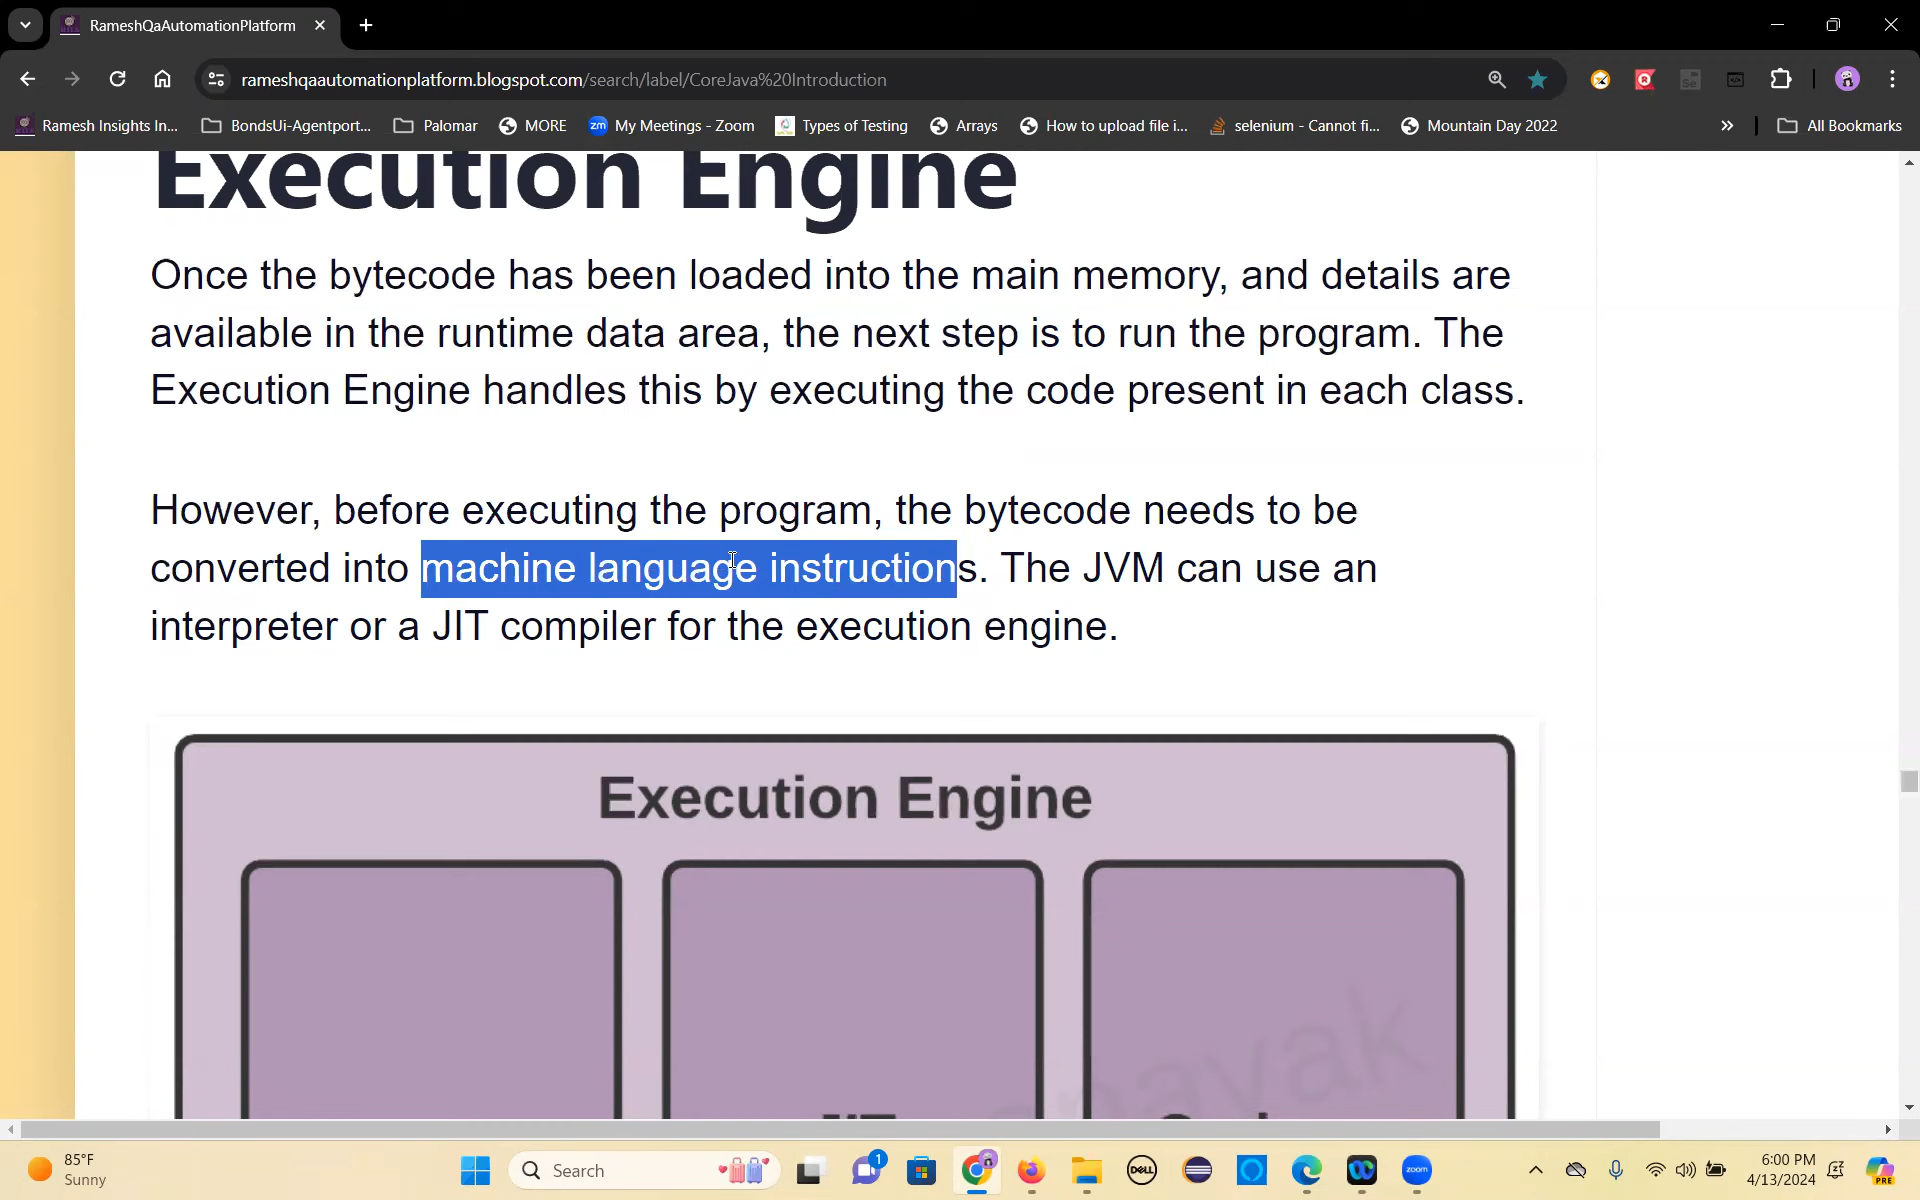 RameshQaAutomationPlatform
rameshqaautomationplatform.blogspot.com/search/label/CoreJava%20Introduction
Ramesh Insights In... BondsUi-Agentport... Palomar MORE My Meetings - Zoom Types of Testing Arrays How to upload file i... selenium - Cannot fi... Mountain Day 2022 » All Bookmarks
Execution Engine
Once the bytecode has been loaded into the main memory, and details are
available in the runtime data area, the next step is to run the program. The
Execution Engine handles this by executing the code present in each class.
However, before executing the program, the bytecode needs to be
converted into machine language instructions. The JVM can use an
interpreter or a JIT compiler for the execution engine.
Execution Engine
85°F
Sunny
Search
1
DELL
zoom
6:00 PM
4/13/2024
PRE